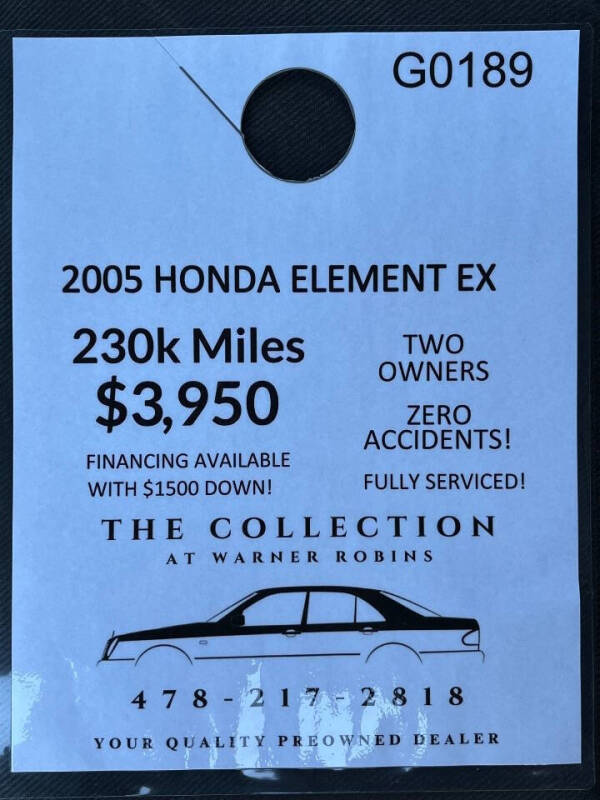 G0189
2005 HONDA ELEMENT EX
230k Miles
$3,950
FINANCING AVAILABLE
WITH $1500 DOWN!
TWO
OWNERS
ZERO
ACCIDENTS!
FULLY SERVICED!
THE COLLECTION
AT WARNER ROBINS
478-217-2818
YOUR QUALITY PREOWNED DEALER